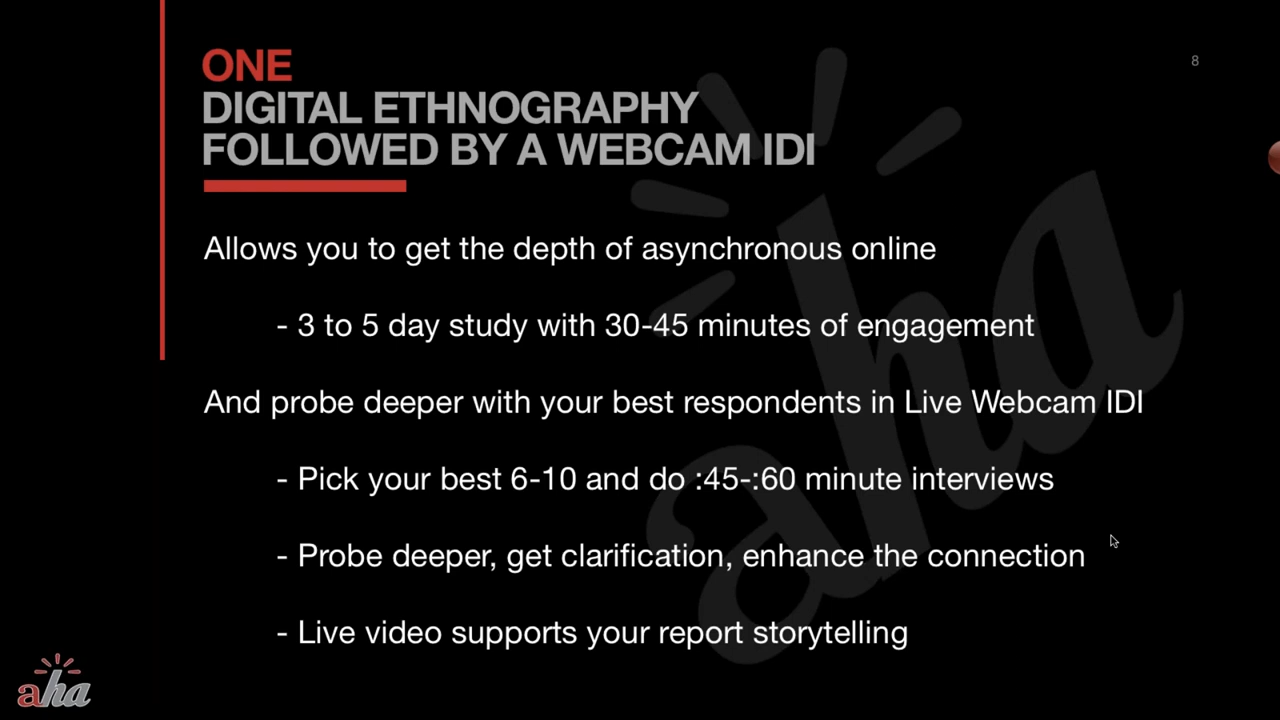 ONE
8
DIGITAL ETHNOGRAPHY
FOLLOWED BY A WEBCAM IDI
Allows you to get the depth of asynchronous online
- 3 to 5 day study with 30-45 minutes of engagement
And probe deeper with your best respondents in Live Webcam IDI
- Pick your best 6-10 and do :45-:60 minute interviews
- Probe deeper, get clarification, enhance the connection
- Live video supports your report storytelling
aha
aha